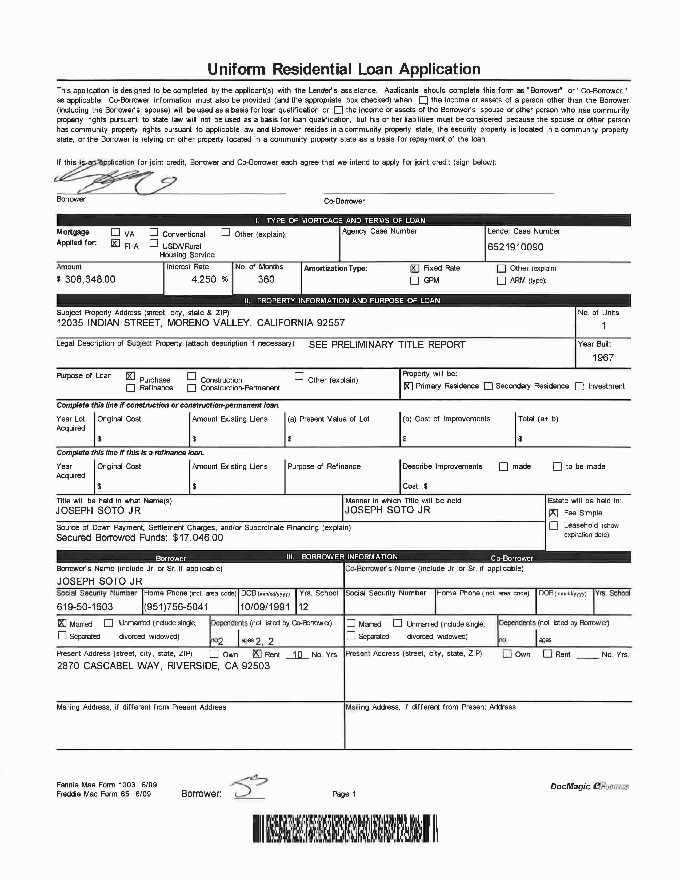 Uniform Residential Loan Application
This application is designed to be completed by the applicant(s) with the Lender's assistance. Applicants should complete this form as "Borrower" or "Co-Borrower,"
as applicable. Co-Borrower information must also be provided (and the appropriate box checked) when ☐ the income or assets of a person other than the Borrower
(including the Borrower's spouse) will be used as a basis for loan qualification or ☐ the income or assets of the Borrower's spouse or other person who has community
property rights pursuant to state law will not be used as a basis for loan qualification, but his or her liabilities must be considered because the spouse or other person
has community property rights pursuant to applicable law and Borrower resides in a community property state, the security property is located in a community property
state, or the Borrower is relying on other property located in a community property state as a basis for repayment of the loan.
If this is an application for joint credit, Borrower and Co-Borrower each agree that we intend to apply for joint credit (sign below):
Borrower Co-Borrower
I. TYPE OF MORTGAGE AND TERMS OF LOAN
Mortgage ☐ VA ☐ Conventional ☐ Other (explain): Agency Case Number Lender Case Number
Applied for: ☒ FHA ☐ USDA/Rural 6521910090
Housing Service
Amount Interest Rate No. of Months Amortization Type: ☒ Fixed Rate ☐ Other (explain
$ 306,348.00 4.250 % 360 ☐ GPM ☐ ARM (type):
II. PROPERTY INFORMATION AND PURPOSE OF LOAN
Subject Property Address (street, city, state & ZIP) No. of Units
12035 INDIAN STREET, MORENO VALLEY, CALIFORNIA 92557 1
Legal Description of Subject Property (attach description if necessary) SEE PRELIMINARY TITLE REPORT Year Built
1967
Purpose of Loan ☒ Purchase ☐ Construction ☐ Other (explain): Property will be:
☐ Refinance ☐ Construction-Permanent ☒ Primary Residence ☐ Secondary Residence ☐ Investment
Complete this line if construction or construction-permanent loan.
Year Lot Original Cost Amount Existing Liens (a) Present Value of Lot (b) Cost of Improvements Total (a+ b)
Acquired $ $ $ $ $
Complete this line if this is a refinance loan.
Year Original Cost Amount Existing Liens Purpose of Refinance Describe Improvements ☐ made ☐ to be made
Acquired $ $ Cost: $
Title will be held in what Name(s) Manner in which Title will be held Estate will be held in:
JOSEPH SOTO JR JOSEPH SOTO JR ☒ Fee Simple
Source of Down Payment, Settlement Charges, and/or Subordinate Financing (explain) ☐ Leasehold (show
Secured Borrowed Funds: $17,046.00 expiration date)
Borrower III. BORROWER INFORMATION Co-Borrower
Borrower's Name (include Jr. or Sr. if applicable) Co-Borrower's Name (include Jr. or Sr. if applicable)
JOSEPH SOTO JR
Social Security Number Home Phone (incl. area code) DOB (mm/dd/yyyy) Yrs. School Social Security Number Home Phone (incl. area code) DOB (mm/dd/yyyy) Yrs. School
619-50-1603 (951)756-5041 10/09/1991 12
☒ Married ☐ Unmarried (include single, Dependents (not listed by Co-Borrower) ☐ Married ☐ Unmarried (include single, Dependents (not listed by Borrower)
☐ Separated divorced, widowed) no. 2 ages 2, 2 ☐ Separated divorced, widowed) no. ages
Present Address (street, city, state, ZIP) ☐ Own ☒ Rent 10 No. Yrs. Present Address (street, city, state, ZIP) ☐ Own ☐ Rent ____ No. Yrs.
2870 CASCABEL WAY, RIVERSIDE, CA 92503
Mailing Address, if different from Present Address Mailing Address, if different from Present Address
Fannie Mae Form 1003 6/09
Freddie Mac Form 65 6/09 Borrower: Page 1 DocMagic eForms